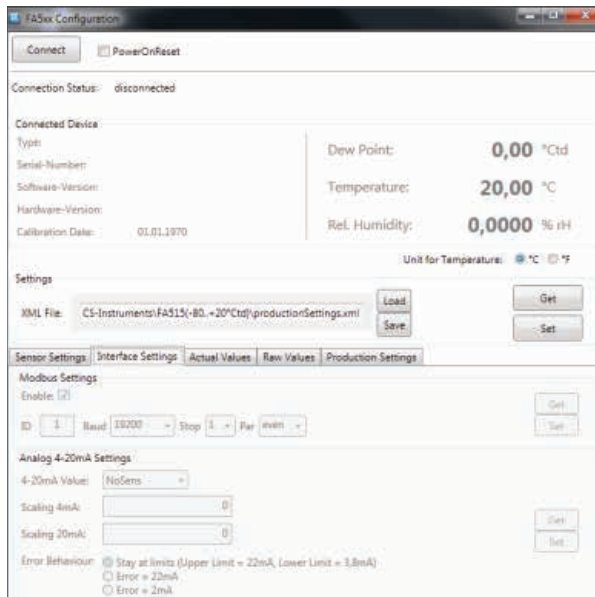 FA5xx Configuration
Connect PowerOnReset
Connection Status: disconnected
Connected Device
Type:
Serial-Number:
Software-Version:
Hardware-Version:
Calibration Date: 01.01.1970
Dew Point: 0,00 °Ctd
Temperature: 20,00 °C
Rel. Humidity: 0,0000 % rH
Unit for Temperature: °C °F
Settings
XML File: CS-Instruments\FA515(-80..+20°Ctd)\productionSettings.xml
Load
Save
Get
Set
Sensor Settings Interface Settings Actual Values Raw Values Production Settings
Modbus Settings
Enable:
ID 1 Baud 19200 Stop 1 Par even
Get
Set
Analog 4-20mA Settings
4-20mA Value: NoSens
Scaling 4mA: 0
Scaling 20mA: 0
Get
Set
Error Behaviour: Stay at limits (Upper Limit = 22mA, Lower Limit = 3,8mA)
Error = 22mA
Error = 2mA